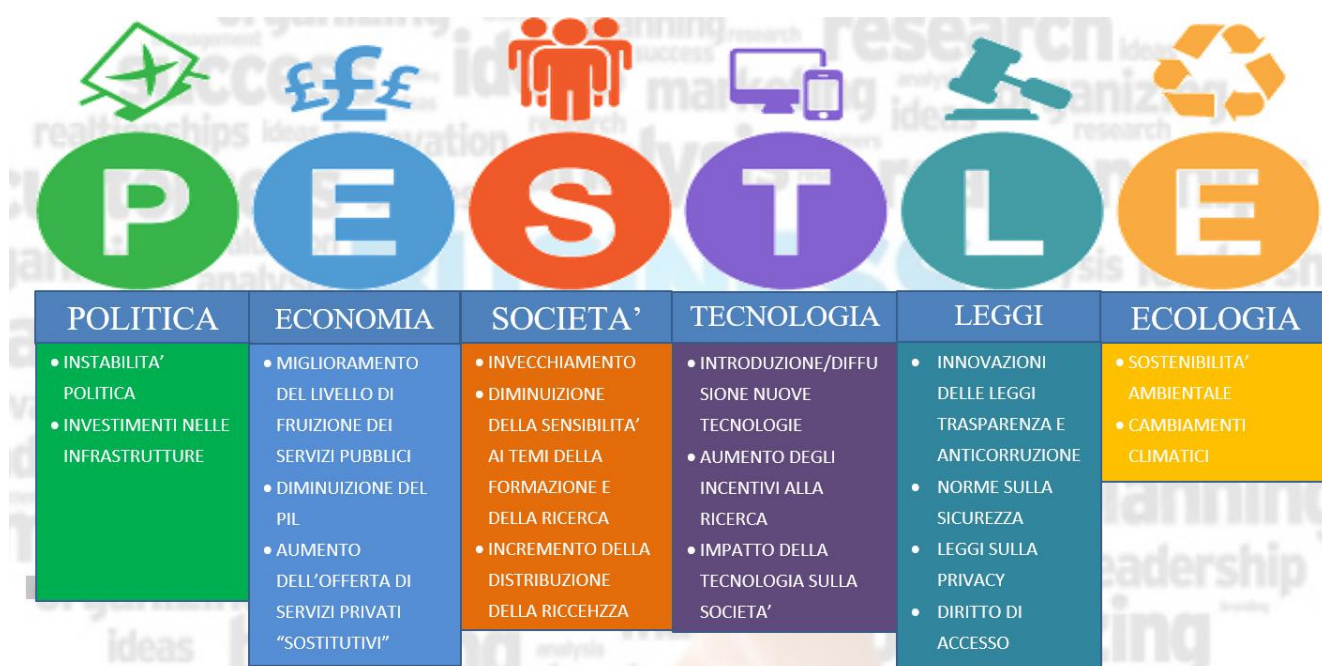 P E S T L E
POLITICA
• INSTABILITA’
POLITICA
• INVESTIMENTI NELLE
INFRASTRUTTURE
ECONOMIA
• MIGLIORAMENTO
DEL LIVELLO DI
FRUIZIONE DEI
SERVIZI PUBBLICI
• DIMINUIZIONE DEL
PIL
• AUMENTO
DELL’OFFERTA DI
SERVIZI PRIVATI
“SOSTITUTIVI”
SOCIETA’
• INVECCHIAMENTO
• DIMINUIZIONE
DELLA SENSIBILITA’
AI TEMI DELLA
FORMAZIONE E
DELLA RICERCA
• INCREMENTO DELLA
DISTRIBUZIONE
DELLA RICCEHZZA
TECNOLOGIA
• INTRODUZIONE/DIFFU
SIONE NUOVE
TECNOLOGIE
• AUMENTO DEGLI
INCENTIVI ALLA
RICERCA
• IMPATTO DELLA
TECNOLOGIA SULLA
SOCIETA’
LEGGI
• INNOVAZIONI
DELLE LEGGI
TRASPARENZA E
ANTICORRUZIONE
• NORME SULLA
SICUREZZA
• LEGGI SULLA
PRIVACY
• DIRITTO DI
ACCESSO
ECOLOGIA
• SOSTENIBILITA’
AMBIENTALE
• CAMBIAMENTI
CLIMATICI